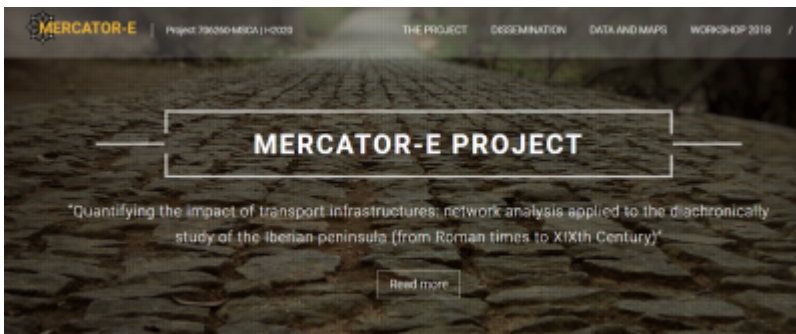 MERCATOR-E
Project 706260-MSCA | H2020
THE PROJECT
DISSEMINATION
DATA AND MAPS
WORKSHOP 2018
/
MERCATOR-E PROJECT
"Quantifying the impact of transport infrastructures: network analysis applied to the diachronically
study of the Iberian peninsula (from Roman times to XIXth Century)"
Read more